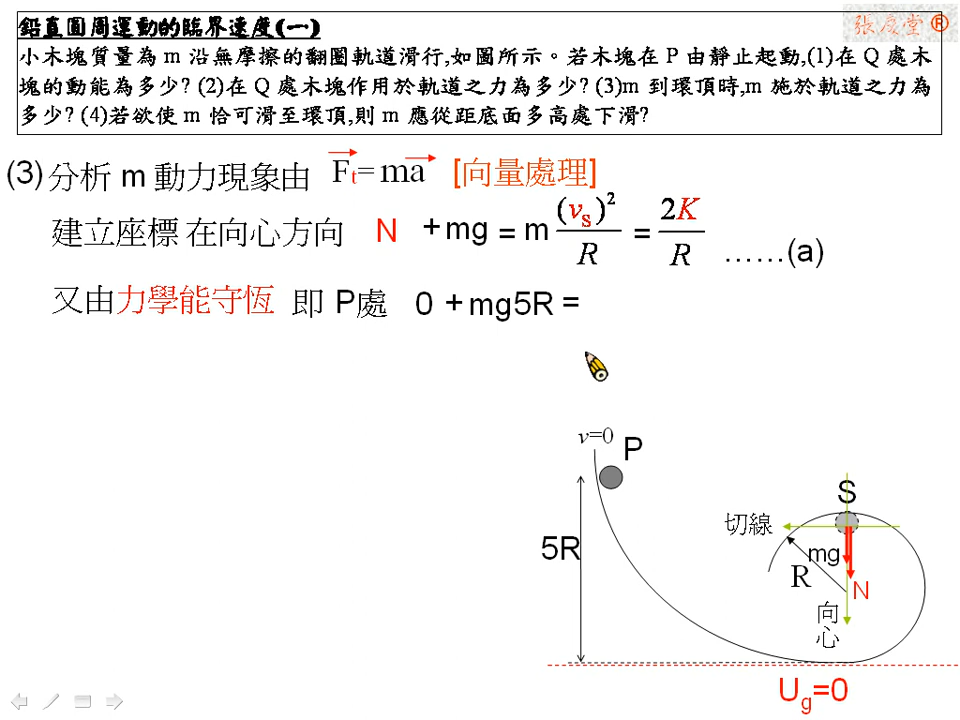 鉛直圓周運動的臨界速度(一)
張慶堂®
小木塊質量為 m 沿無摩擦的翻圈軌道滑行,如圖所示。若木塊在 P 由靜止起動,(1)在 Q 處木
塊的動能為多少? (2)在 Q 處木塊作用於軌道之力為多少? (3)m 到環頂時,m 施於軌道之力為
多少? (4)若欲使 m 恰可滑至環頂,則 m 應從距底面多高處下滑?
(3) 分析 m 動力現象由 Ft= ma [向量處理]
建立座標 在向心方向 N + mg = m (vS)² / R = 2K / R ……(a)
又由力學能守恆 即 P處 0 + mg5R =
v=0
P
S
切線
5R
mg
R
N
向
心
Ug=0